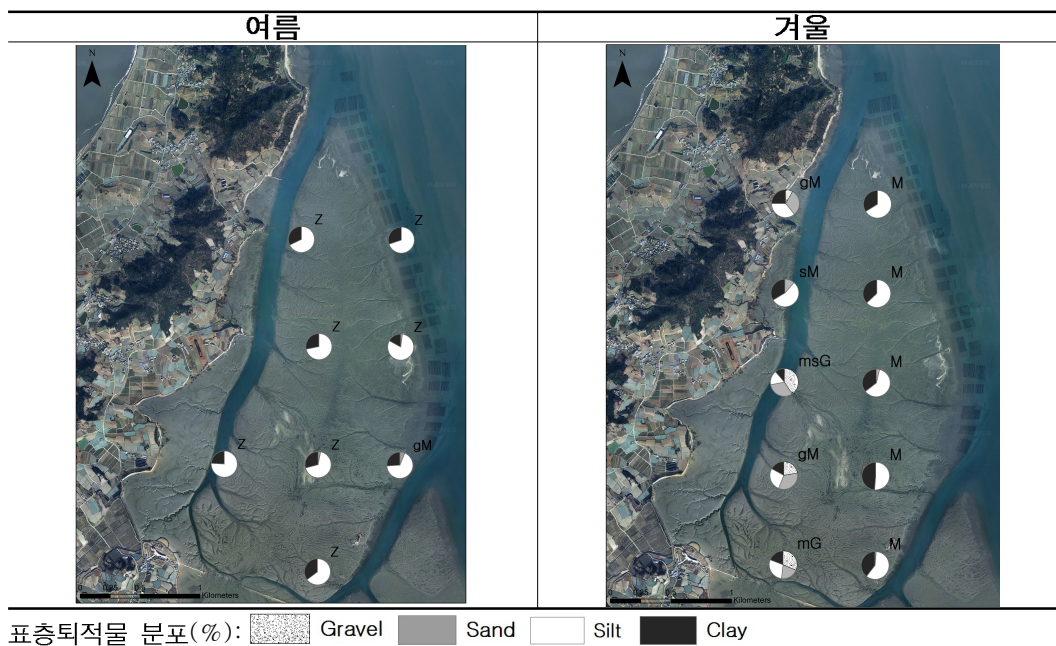 여름
겨울
N
Z Z
Z Z
Z Z gM
Z
Kilometers
N
gM M
sM M
msG M
gM M
mG M
Kilometers
표층퇴적물 분포(%): Gravel Sand Silt Clay